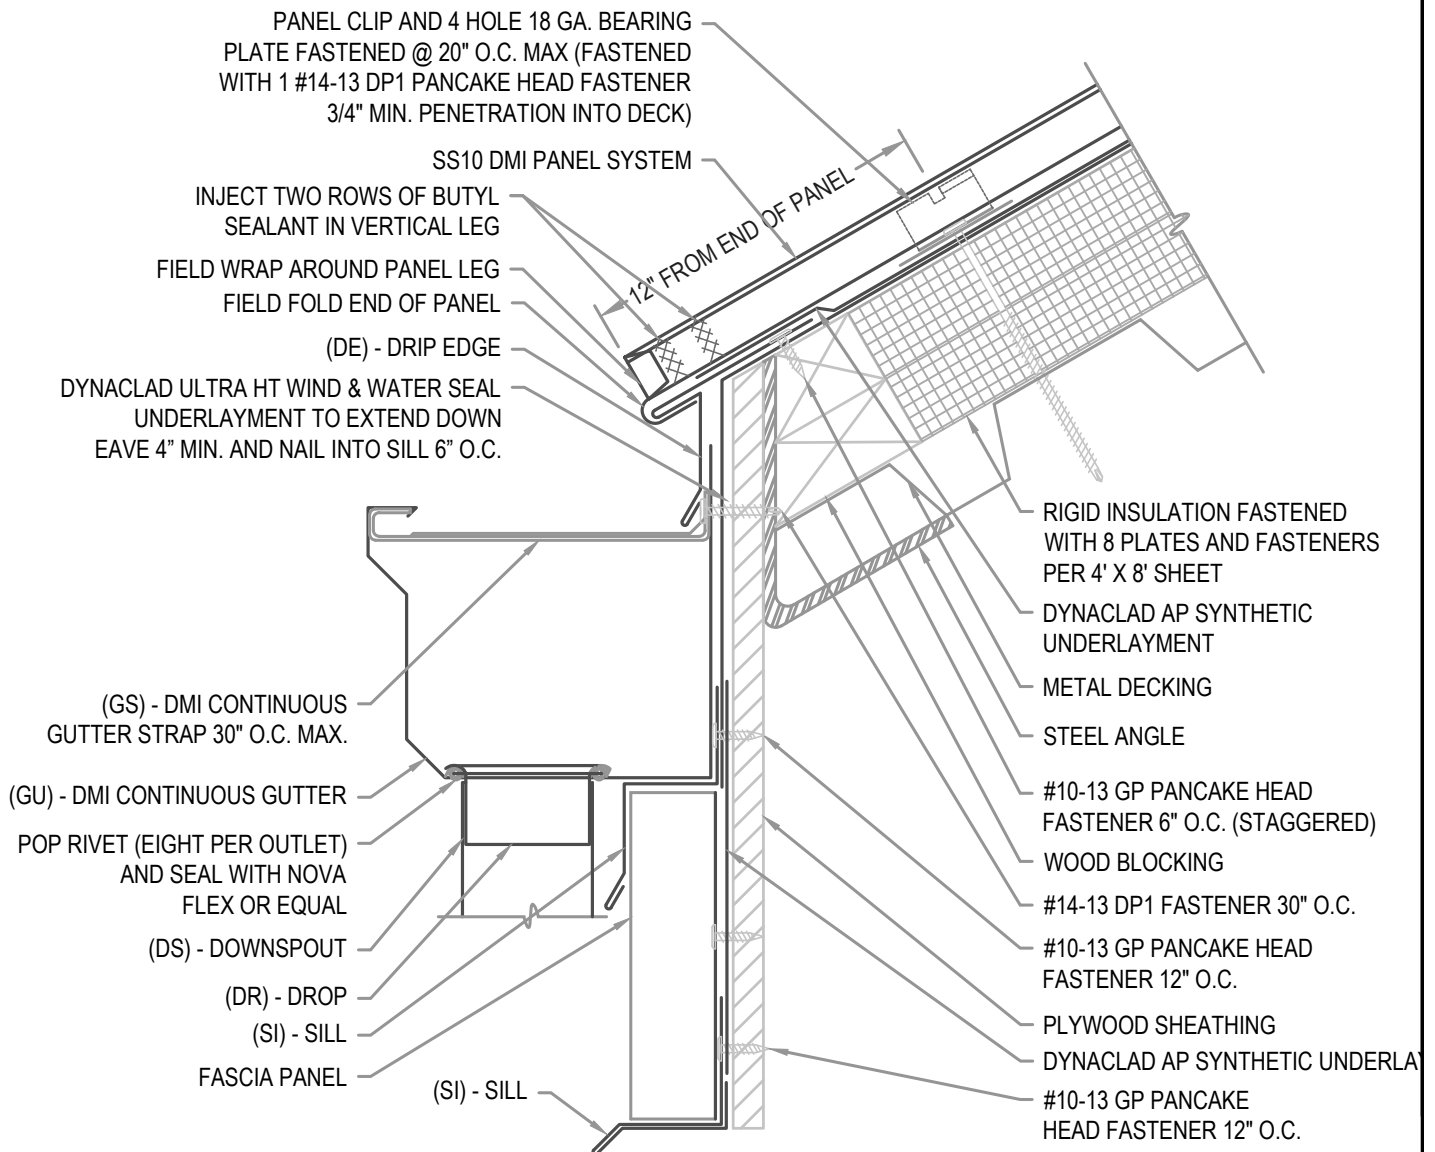 PANEL CLIP AND 4 HOLE 18 GA. BEARING
PLATE FASTENED @ 20" O.C. MAX (FASTENED
WITH 1 #14-13 DP1 PANCAKE HEAD FASTENER
3/4" MIN. PENETRATION INTO DECK)
SS10 DMI PANEL SYSTEM
INJECT TWO ROWS OF BUTYL
SEALANT IN VERTICAL LEG
FIELD WRAP AROUND PANEL LEG
FIELD FOLD END OF PANEL
(DE) - DRIP EDGE
DYNACLAD ULTRA HT WIND & WATER SEAL
UNDERLAYMENT TO EXTEND DOWN
EAVE 4” MIN. AND NAIL INTO SILL 6” O.C.
12" FROM END OF PANEL
(GS) - DMI CONTINUOUS
GUTTER STRAP 30" O.C. MAX.
(GU) - DMI CONTINUOUS GUTTER
POP RIVET (EIGHT PER OUTLET)
AND SEAL WITH NOVA
FLEX OR EQUAL
(DS) - DOWNSPOUT
(DR) - DROP
(SI) - SILL
FASCIA PANEL
(SI) - SILL
RIGID INSULATION FASTENED
WITH 8 PLATES AND FASTENERS
PER 4' X 8' SHEET
DYNACLAD AP SYNTHETIC
UNDERLAYMENT
METAL DECKING
STEEL ANGLE
#10-13 GP PANCAKE HEAD
FASTENER 6" O.C. (STAGGERED)
WOOD BLOCKING
#14-13 DP1 FASTENER 30" O.C.
#10-13 GP PANCAKE HEAD
FASTENER 12" O.C.
PLYWOOD SHEATHING
DYNACLAD AP SYNTHETIC UNDERLAY
#10-13 GP PANCAKE
HEAD FASTENER 12" O.C.